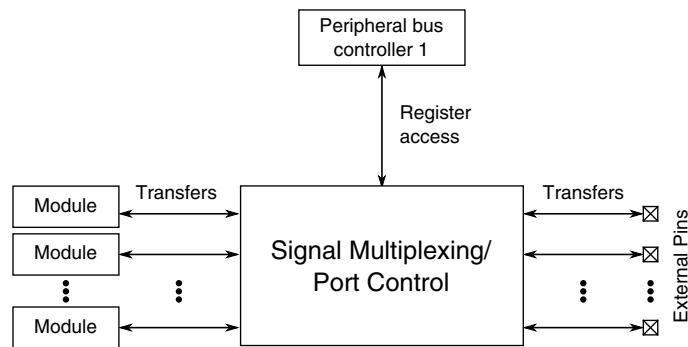 Peripheral bus
controller 1
Register
access
Transfers
Transfers
Module
Module
Module
Signal Multiplexing/
Port Control
External Pins